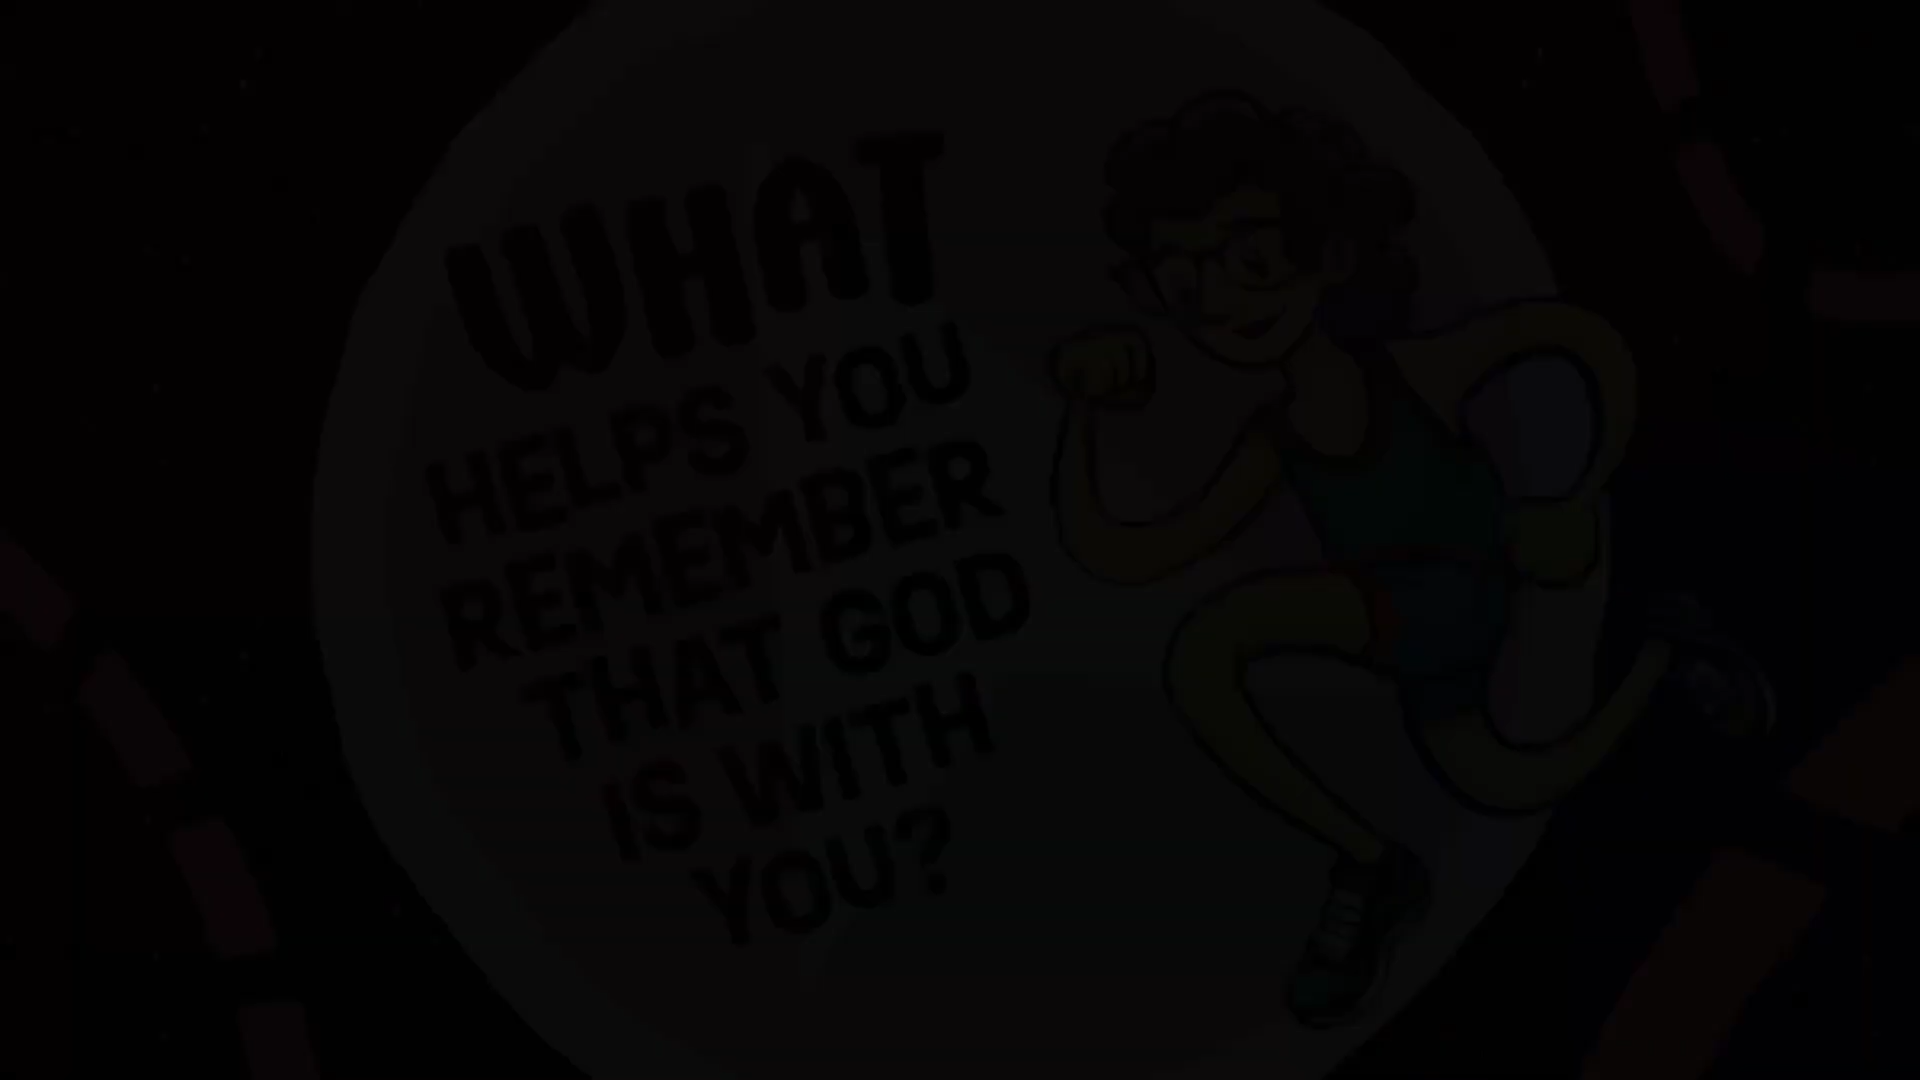 WHAT
HELPS YOU
REMEMBER
THAT GOD
IS WITH
YOU?